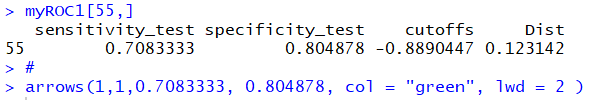 > myROC1[55,]
   sensitivity_test specificity_test    cutoffs     Dist
55        0.7083333         0.804878 -0.8890447 0.123142
> #
> arrows(1,1,0.7083333, 0.804878, col = "green", lwd = 2 )